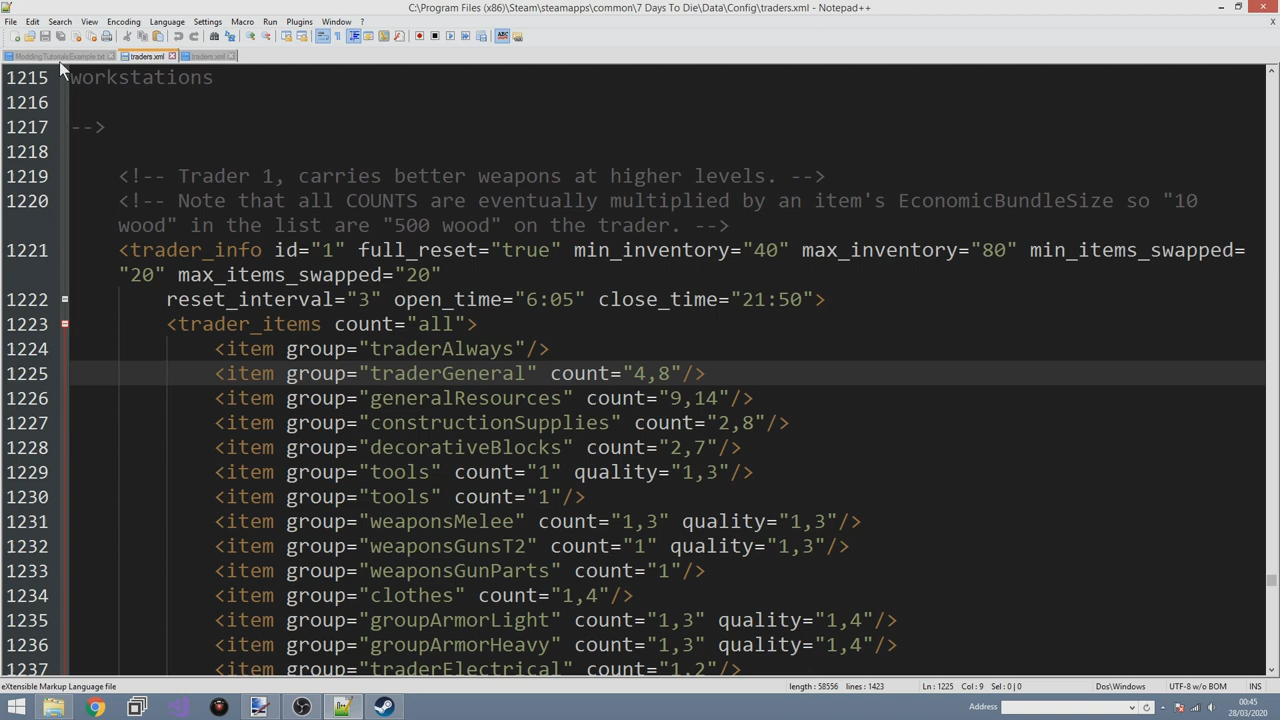 C:\Program Files (x86)\Steam\steamapps\common\7 Days To Die\Data\Config\traders.xml - Notepad++
File Edit Search View Encoding Language Settings Macro Run Plugins Window ?
X
ModdingTutorialsExample.txt traders.xml traders.xml
1215 workstations
1216
1217 -->
1218
1219 <!-- Trader 1, carries better weapons at higher levels. -->
1220 <!-- Note that all COUNTS are eventually multiplied by an item's EconomicBundleSize so "10
wood" in the list are "500 wood" on the trader. -->
1221 <trader_info id="1" full_reset="true" min_inventory="40" max_inventory="80" min_items_swapped=
"20" max_items_swapped="20"
1222 reset_interval="3" open_time="6:05" close_time="21:50">
1223 <trader_items count="all">
1224 <item group="traderAlways"/>
1225 <item group="traderGeneral" count="4,8"/>
1226 <item group="generalResources" count="9,14"/>
1227 <item group="constructionSupplies" count="2,8"/>
1228 <item group="decorativeBlocks" count="2,7"/>
1229 <item group="tools" count="1" quality="1,3"/>
1230 <item group="tools" count="1"/>
1231 <item group="weaponsMelee" count="1,3" quality="1,3"/>
1232 <item group="weaponsGunsT2" count="1" quality="1,3"/>
1233 <item group="weaponsGunParts" count="1"/>
1234 <item group="clothes" count="1,4"/>
1235 <item group="groupArmorLight" count="1,3" quality="1,4"/>
1236 <item group="groupArmorHeavy" count="1,3" quality="1,4"/>
1237 <item group="traderElectrical" count="1,2"/>
eXtensible Markup Language file length : 58556 lines : 1423 Ln : 1225 Col : 9 Sel : 0 | 0 Dos\Windows UTF-8 w/o BOM INS
Address 00:45
28/03/2020